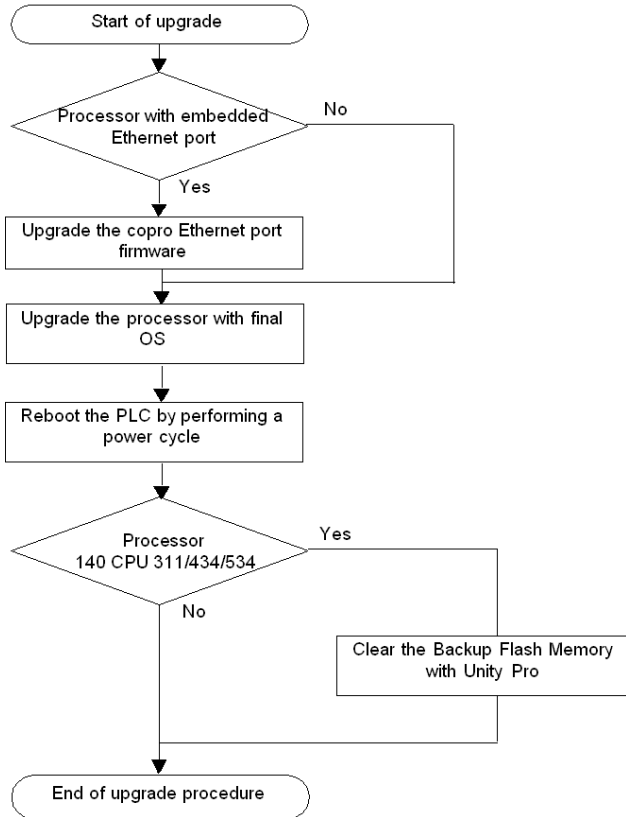 Start of upgrade
Processor with embedded
Ethernet port
No
Yes
Upgrade the copro Ethernet port
firmware
Upgrade the processor with final
OS
Reboot the PLC by performing a
power cycle
Processor
140 CPU 311/434/534
Yes
No
Clear the Backup Flash Memory
with Unity Pro
End of upgrade procedure